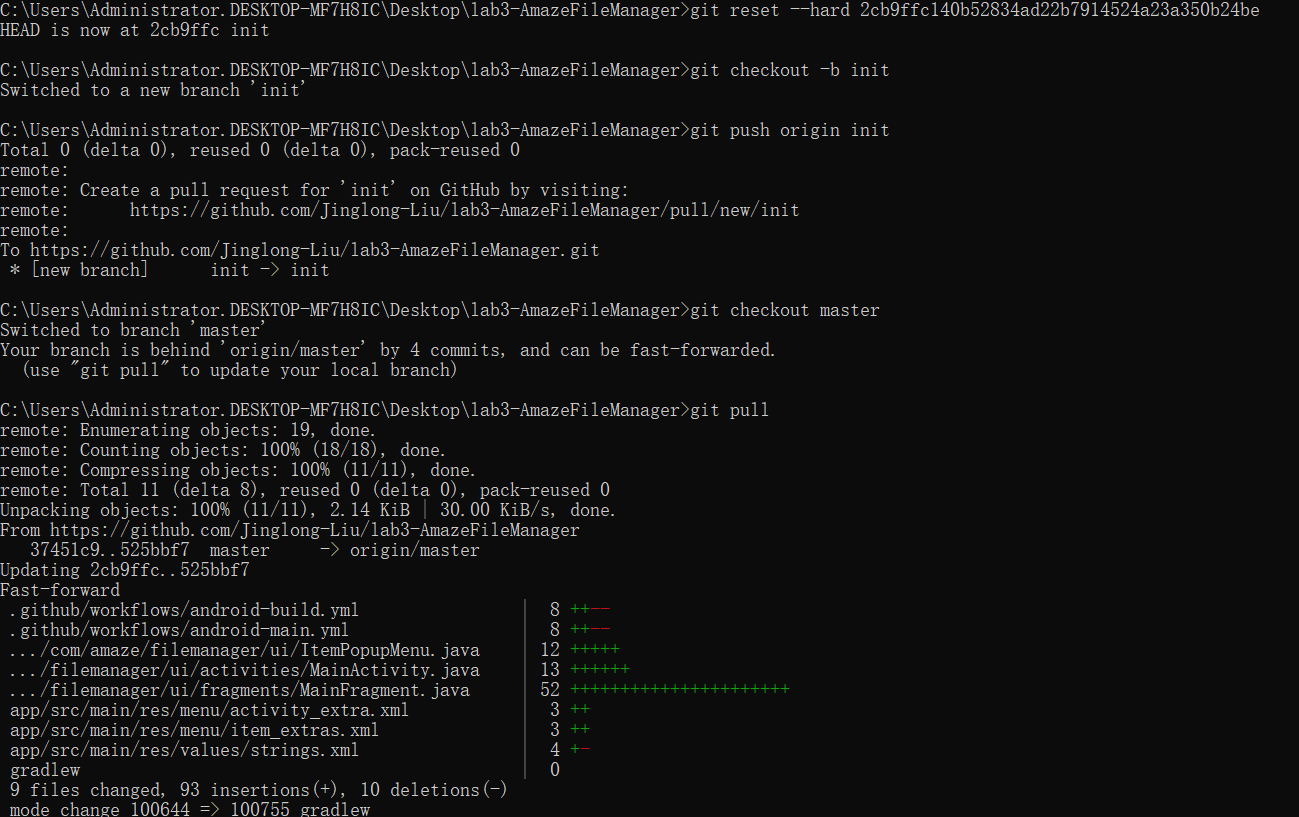 C:\Users\Administrator.DESKTOP-MF7H8IC\Desktop\lab3-AmazeFileManager>git reset --hard 2cb9ffc140b52834ad22b7914524a23a350b24be
HEAD is now at 2cb9ffc init
C:\Users\Administrator.DESKTOP-MF7H8IC\Desktop\lab3-AmazeFileManager>git checkout -b init
Switched to a new branch 'init'
C:\Users\Administrator.DESKTOP-MF7H8IC\Desktop\lab3-AmazeFileManager>git push origin init
Total 0 (delta 0), reused 0 (delta 0), pack-reused 0
remote:
remote: Create a pull request for 'init' on GitHub by visiting:
remote:      https://github.com/Jinglong-Liu/lab3-AmazeFileManager/pull/new/init
remote:
To https://github.com/Jinglong-Liu/lab3-AmazeFileManager.git
 * [new branch]      init -> init
C:\Users\Administrator.DESKTOP-MF7H8IC\Desktop\lab3-AmazeFileManager>git checkout master
Switched to branch 'master'
Your branch is behind 'origin/master' by 4 commits, and can be fast-forwarded.
  (use "git pull" to update your local branch)
C:\Users\Administrator.DESKTOP-MF7H8IC\Desktop\lab3-AmazeFileManager>git pull
remote: Enumerating objects: 19, done.
remote: Counting objects: 100% (18/18), done.
remote: Compressing objects: 100% (11/11), done.
remote: Total 11 (delta 8), reused 0 (delta 0), pack-reused 0
Unpacking objects: 100% (11/11), 2.14 KiB | 30.00 KiB/s, done.
From https://github.com/Jinglong-Liu/lab3-AmazeFileManager
   37451c9..525bbf7  master     -> origin/master
Updating 2cb9ffc..525bbf7
Fast-forward
 .github/workflows/android-build.yml                |  8 ++--
 .github/workflows/android-main.yml                 |  8 ++--
 .../com/amaze/filemanager/ui/ItemPopupMenu.java    | 12 +++++
 .../filemanager/ui/activities/MainActivity.java    | 13 ++++++
 .../filemanager/ui/fragments/MainFragment.java     | 52 ++++++++++++++++++++++
 app/src/main/res/menu/activity_extra.xml           |  3 ++
 app/src/main/res/menu/item_extras.xml              |  3 ++
 app/src/main/res/values/strings.xml                |  4 +-
 gradlew                                            |  0
 9 files changed, 93 insertions(+), 10 deletions(-)
 mode change 100644 => 100755 gradlew